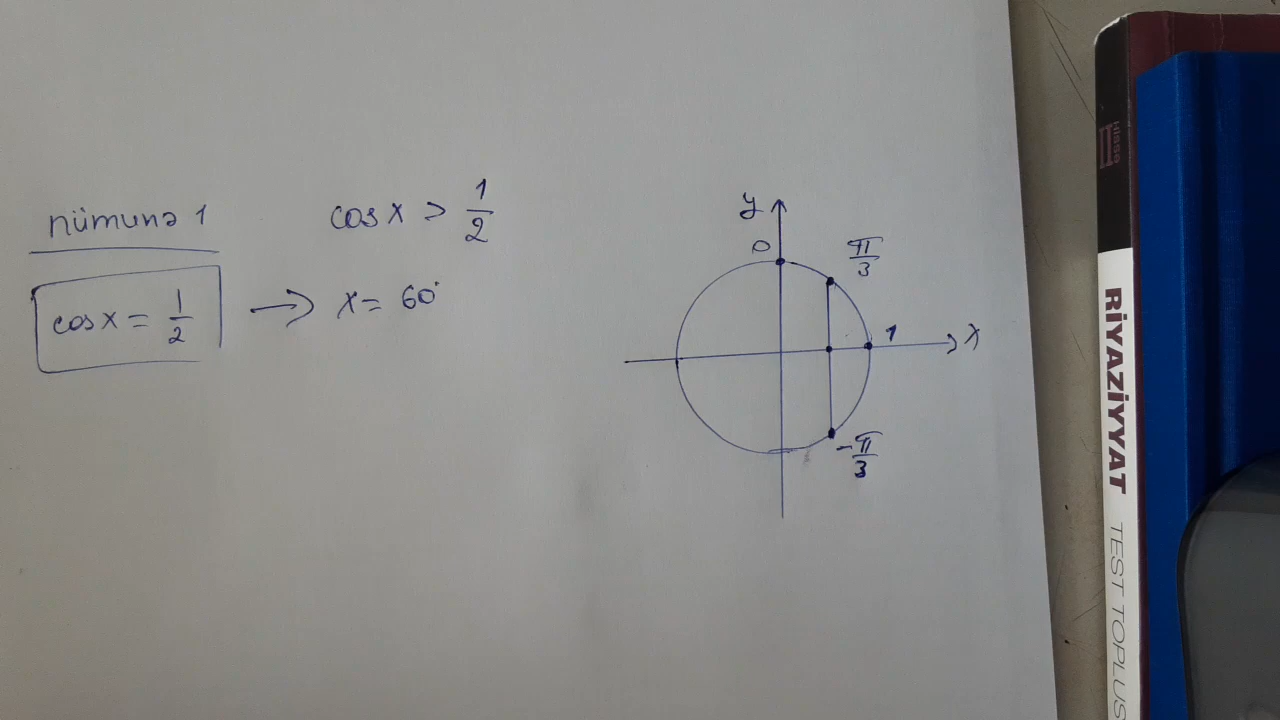 nümunə 1
cos x > 1/2
cos x = 1/2 → x = 60°
y
0
π/3
1
x
-π/3
RİYAZİYYAT TEST TOPLUS